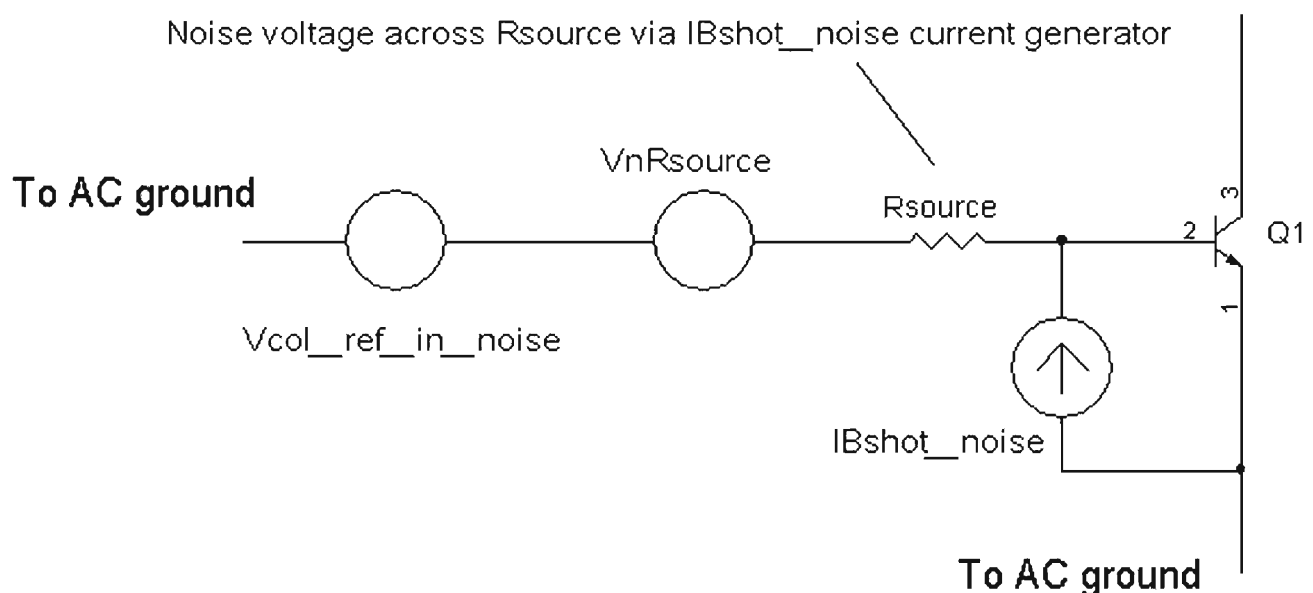 Noise voltage across Rsource via IBshot__noise current generator
VnRsource
To AC ground
Rsource
3
2
Q1
1
Vcol__ref__in__noise
IBshot__noise
To AC ground